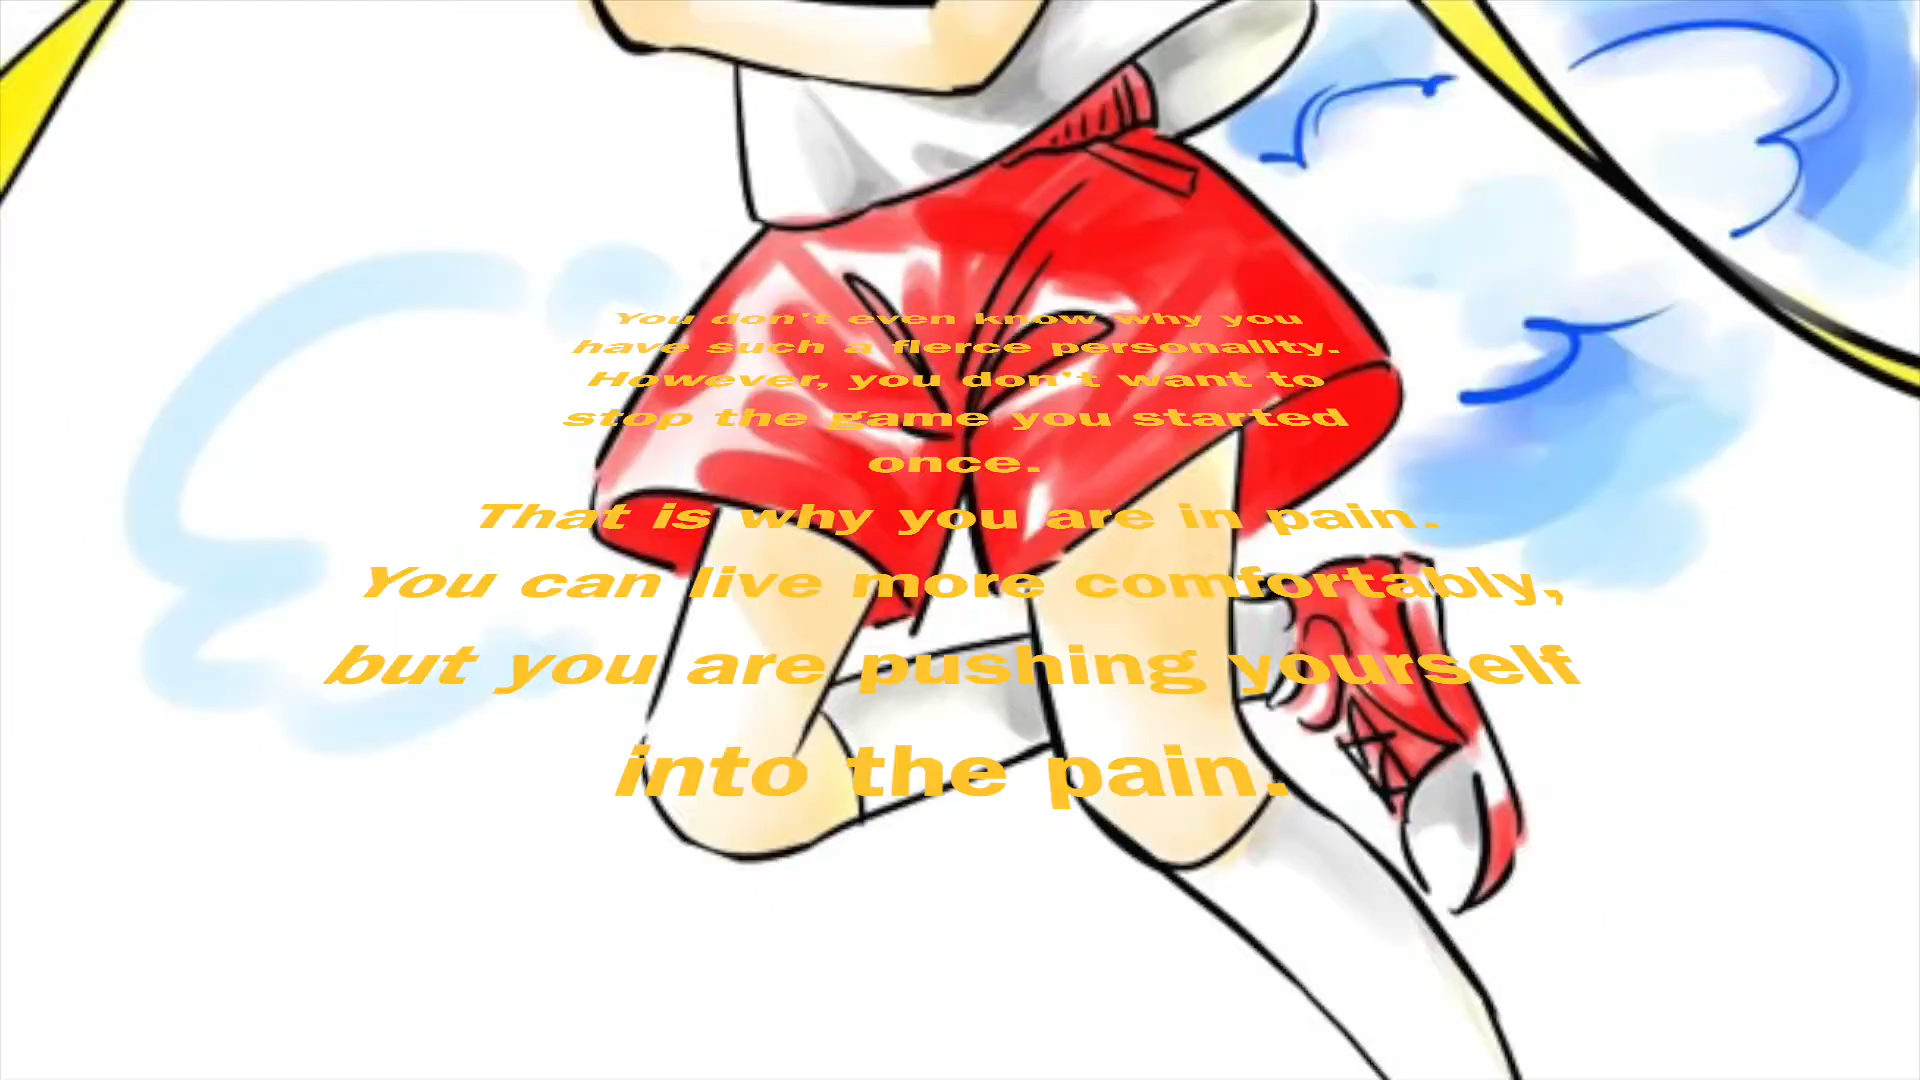 You don't even know why you
have such a fierce personality.
However, you don't want to
stop the game you started
once.
That is why you are in pain.
You can live more comfortably,
but you are pushing yourself
into the pain.